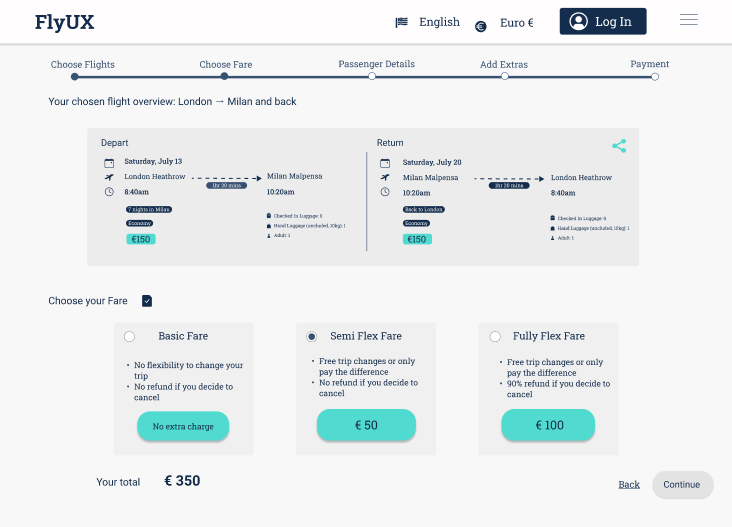 FlyUX
English
Euro €
Log In
Choose Flights
Choose Fare
Passenger Details
Add Extras
Payment
Your chosen flight overview: London → Milan and back
Depart
Saturday, July 13
London Heathrow
1hr 20 mins
Milan Malpensa
8:40am
10:20am
7 nights in Milan
Economy
€150
Checked in Luggage: 0
Hand Luggage (uncluded, 10kg): 1
Adult: 1
Return
Saturday, July 20
Milan Malpensa
1hr 20 mins
London Heathrow
10:20am
8:40am
Back to London
Economy
€150
Checked in Luggage: 0
Hand Luggage (uncluded, 10kg): 1
Adult: 1
Choose your Fare
Basic Fare
• No flexibility to change your
trip
• No refund if you decide to
cancel
No extra charge
Semi Flex Fare
• Free trip changes or only
pay the difference
• No refund if you decide to
cancel
€ 50
Fully Flex Fare
• Free trip changes or only
pay the difference
• 90% refund if you decide to
cancel
€ 100
Your total
€ 350
Back
Continue